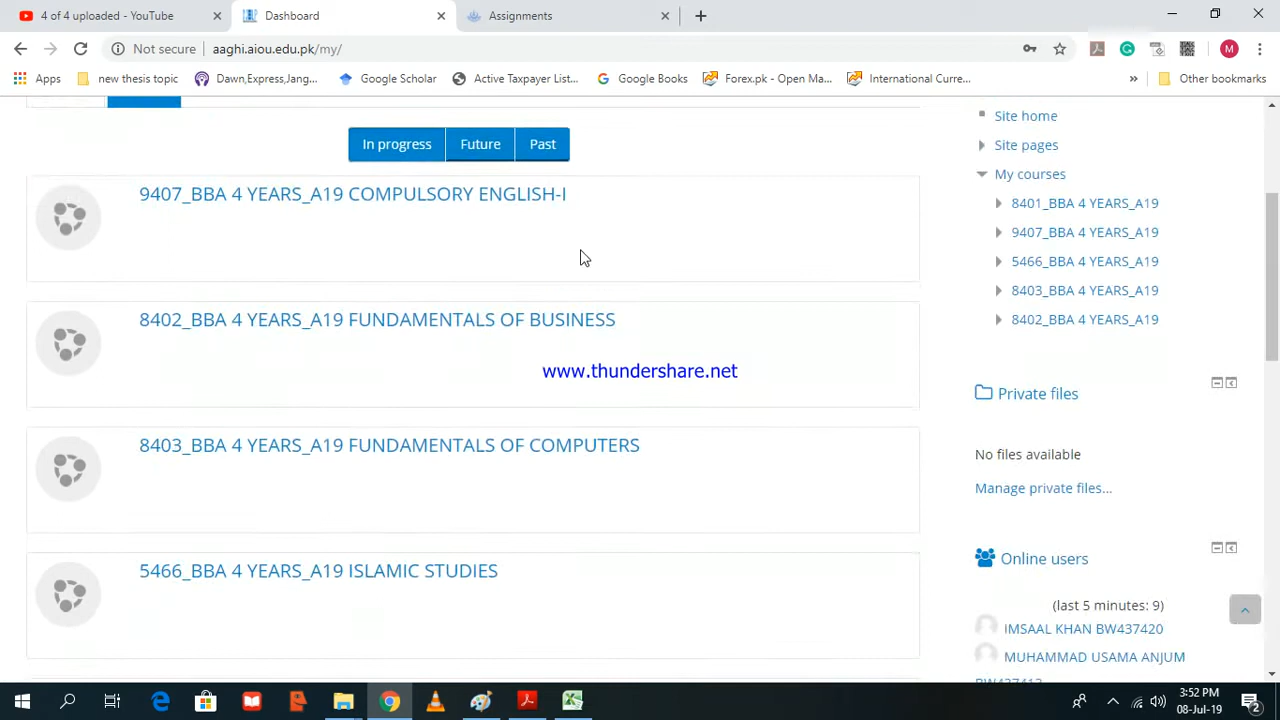 4 of 4 uploaded - YouTube
Dashboard
Assignments
Not secure
aaghi.aiou.edu.pk/my/
M
Apps
new thesis topic
Dawn,Express,Jang,...
Google Scholar
Active Taxpayer List...
Google Books
Forex.pk - Open Ma...
International Curre...
Other bookmarks
In progress
Future
Past
9407_BBA 4 YEARS_A19 COMPULSORY ENGLISH-I
8402_BBA 4 YEARS_A19 FUNDAMENTALS OF BUSINESS
www.thundershare.net
8403_BBA 4 YEARS_A19 FUNDAMENTALS OF COMPUTERS
5466_BBA 4 YEARS_A19 ISLAMIC STUDIES
Site home
Site pages
My courses
8401_BBA 4 YEARS_A19
9407_BBA 4 YEARS_A19
5466_BBA 4 YEARS_A19
8403_BBA 4 YEARS_A19
8402_BBA 4 YEARS_A19
Private files
No files available
Manage private files...
Online users
(last 5 minutes: 9)
IMSAAL KHAN BW437420
MUHAMMAD USAMA ANJUM
BW437413
3:52 PM
08-Jul-19
2